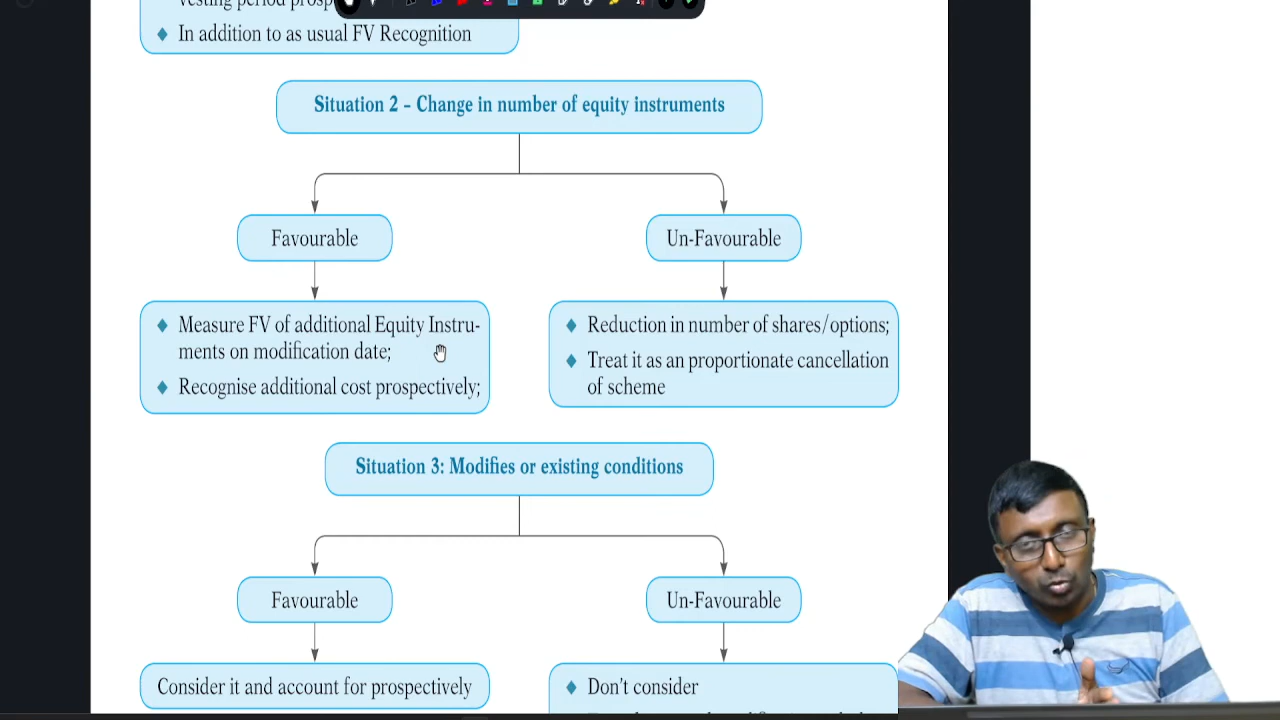 vesting period prosp
◆ In addition to as usual FV Recognition
Situation 2 – Change in number of equity instruments
Favourable
Un-Favourable
◆ Measure FV of additional Equity Instru-
ments on modification date;
◆ Recognise additional cost prospectively;
◆ Reduction in number of shares/options;
◆ Treat it as an proportionate cancellation
of scheme
Situation 3: Modifies or existing conditions
Favourable
Un-Favourable
Consider it and account for prospectively
◆ Don't consider